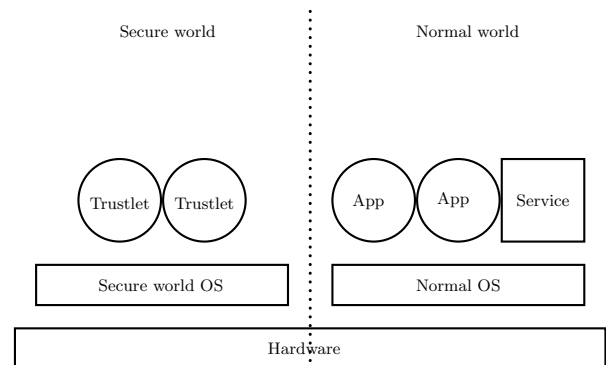 Secure world
Normal world
Trustlet
Trustlet
App
App
Service
Secure world OS
Normal OS
Hardware